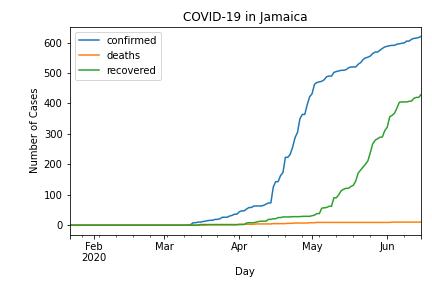 COVID-19 in Jamaica
confirmed
deaths
recovered
Number of Cases
600
500
400
300
200
100
0
Feb
2020
Mar
Apr
May
Jun
Day